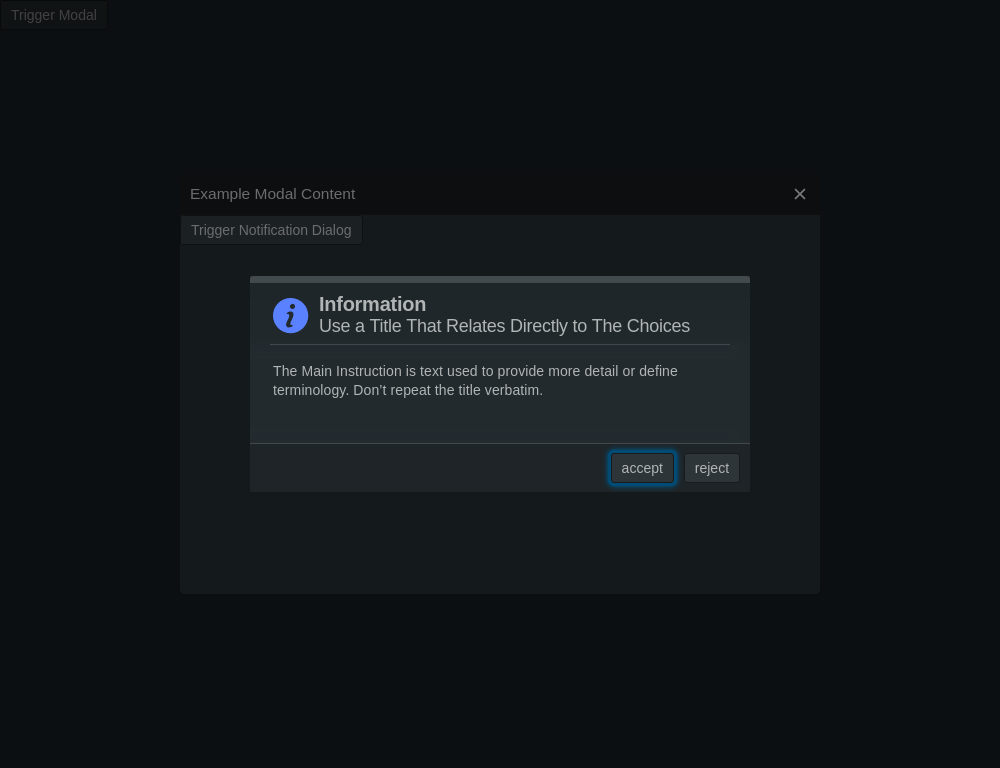 Trigger Modal
Example Modal Content
Trigger Notification Dialog
Information
Use a Title That Relates Directly to The Choices
The Main Instruction is text used to provide more detail or define
terminology. Don’t repeat the title verbatim.
accept reject